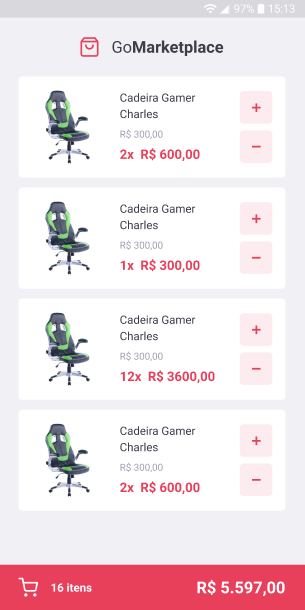 97% 15:13
GoMarketplace
Cadeira Gamer
Charles
R$ 300,00
2x R$ 600,00
+
−
Cadeira Gamer
Charles
R$ 300,00
1x R$ 300,00
+
−
Cadeira Gamer
Charles
R$ 300,00
12x R$ 3600,00
+
−
Cadeira Gamer
Charles
R$ 300,00
2x R$ 600,00
+
−
16 itens R$ 5.597,00